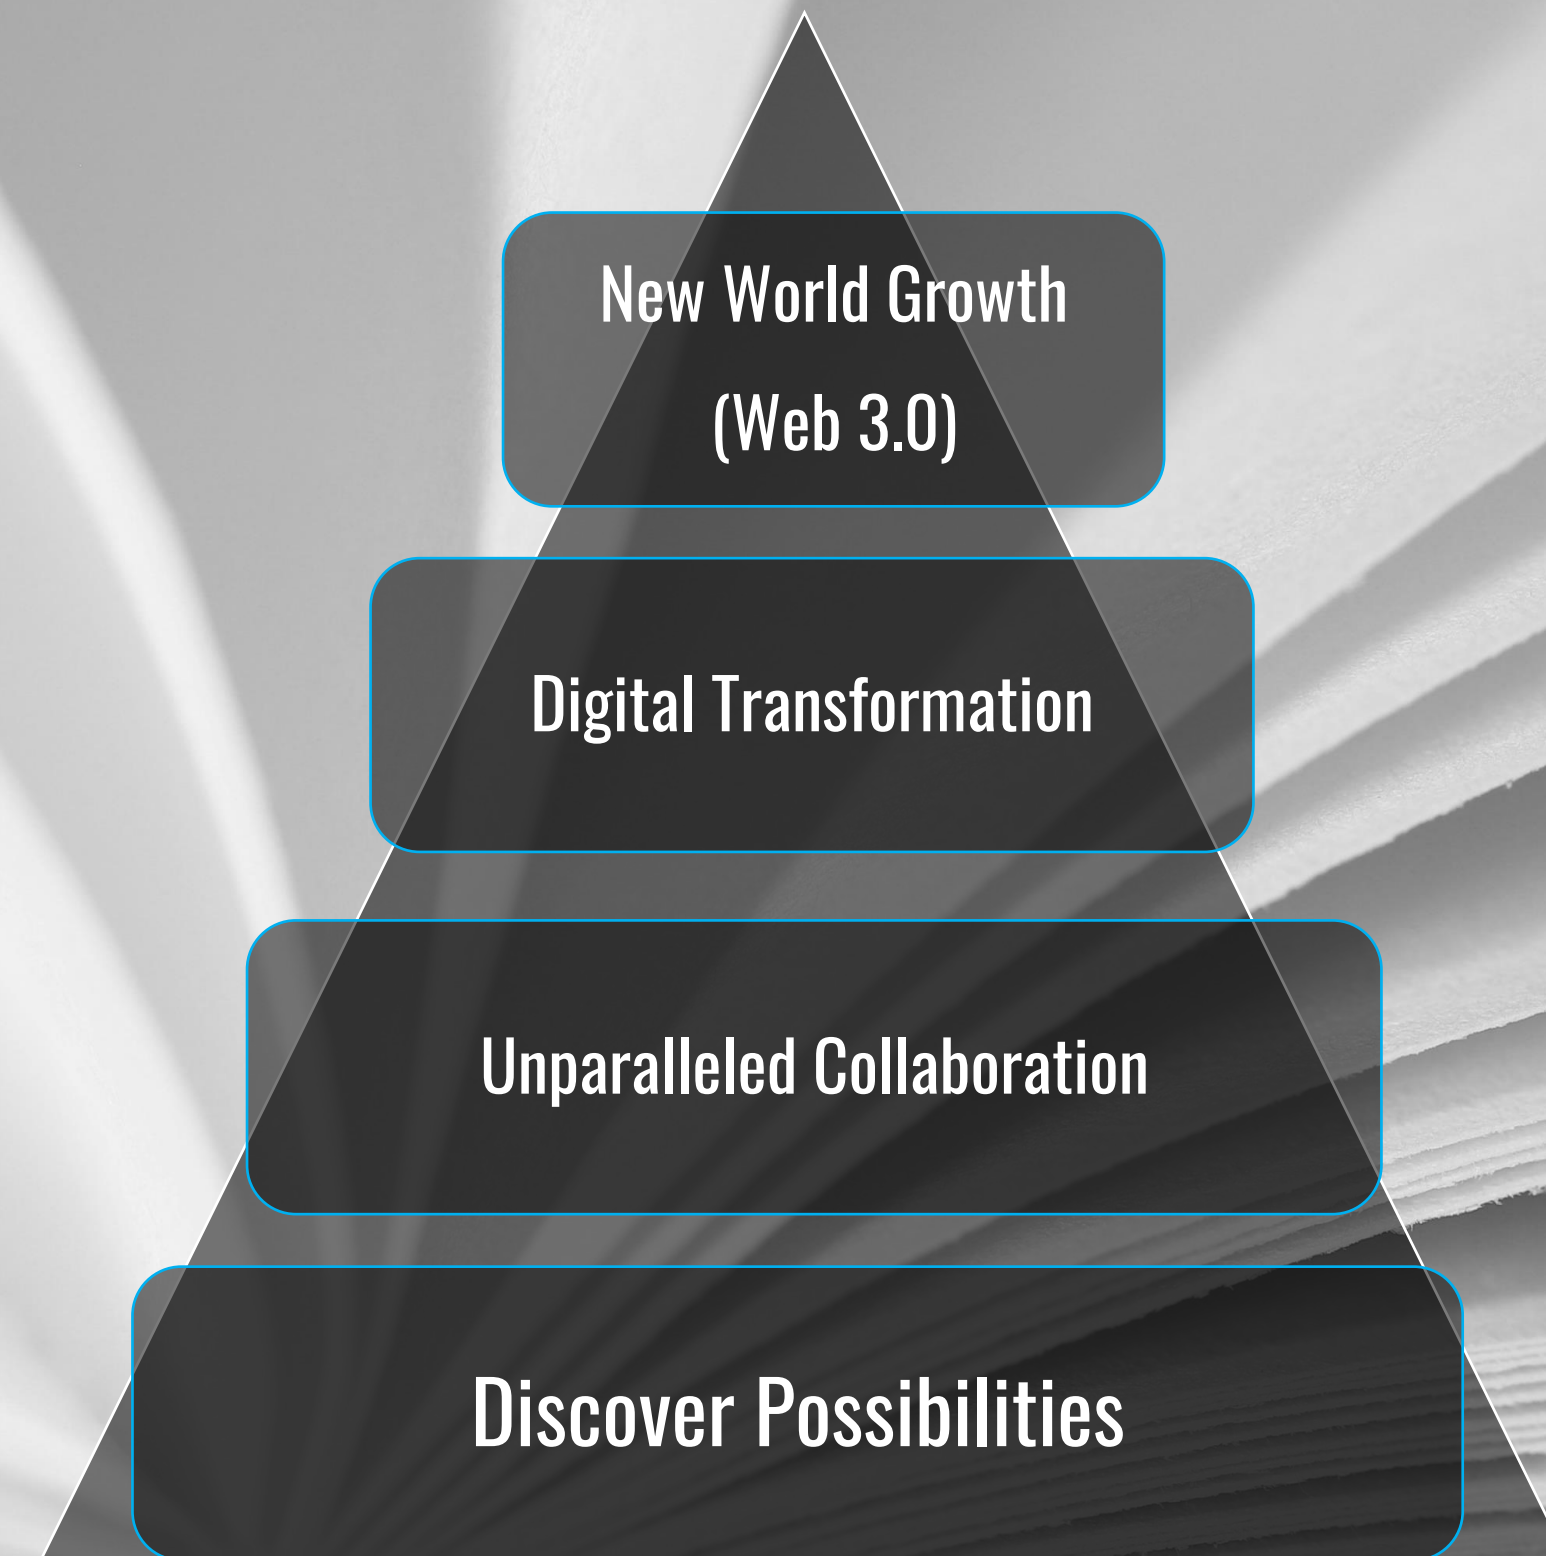 New World Growth
(Web 3.0)
Digital Transformation
Unparalleled Collaboration
Discover Possibilities